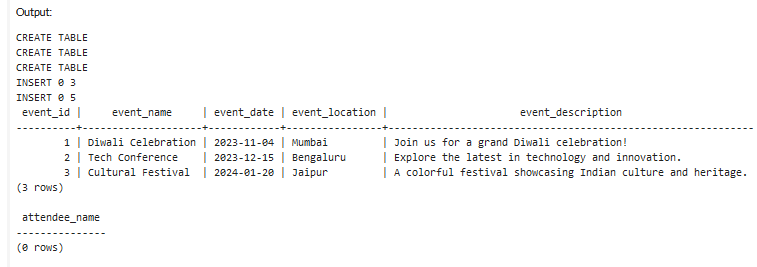 Output:
CREATE TABLE
CREATE TABLE
CREATE TABLE
INSERT 0 3
INSERT 0 5
 event_id |     event_name     | event_date | event_location |                     event_description
----------+--------------------+------------+----------------+------------------------------------------------------------
        1 | Diwali Celebration | 2023-11-04 | Mumbai         | Join us for a grand Diwali celebration!
        2 | Tech Conference    | 2023-12-15 | Bengaluru      | Explore the latest in technology and innovation.
        3 | Cultural Festival  | 2024-01-20 | Jaipur         | A colorful festival showcasing Indian culture and heritage.
(3 rows)
 attendee_name
---------------
(0 rows)